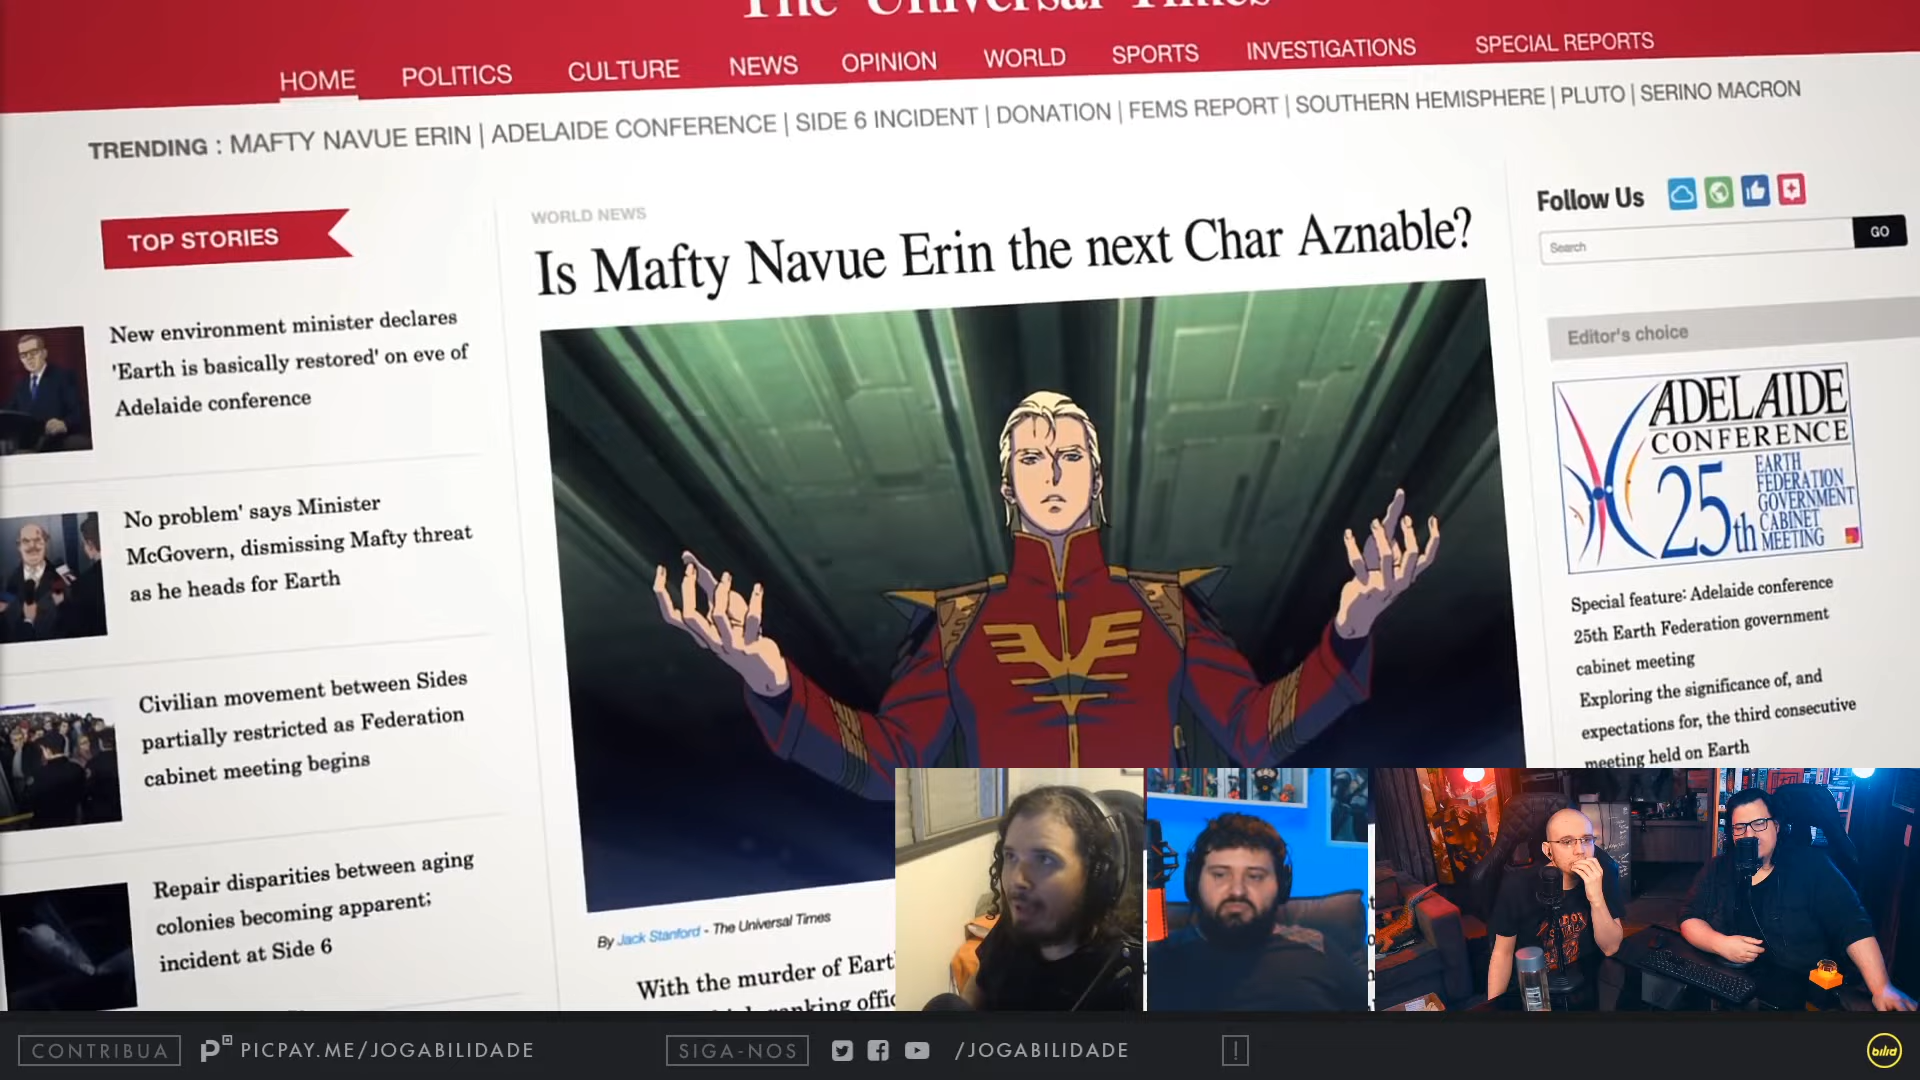 The Universal Times
HOME POLITICS CULTURE NEWS OPINION WORLD SPORTS INVESTIGATIONS SPECIAL REPORTS
TRENDING : MAFTY NAVUE ERIN | ADELAIDE CONFERENCE | SIDE 6 INCIDENT | DONATION | FEMS REPORT | SOUTHERN HEMISPHERE | PLUTO | SERINO MACRON
TOP STORIES
New environment minister declares
'Earth is basically restored' on eve of
Adelaide conference
No problem' says Minister
McGovern, dismissing Mafty threat
as he heads for Earth
Civilian movement between Sides
partially restricted as Federation
cabinet meeting begins
Repair disparities between aging
colonies becoming apparent;
incident at Side 6
WORLD NEWS
Is Mafty Navue Erin the next Char Aznable?
By Jack Stanford - The Universal Times
With the murder of
Follow Us
Search
GO
Editor's choice
ADELAIDE
CONFERENCE
25th
EARTH
FEDERATION
GOVERNMENT
CABINET
MEETING
Special feature: Adelaide conference
25th Earth Federation government
cabinet meeting
Exploring the significance of, and
expectations for, the third consecutive
meeting held on Earth
CONTRIBUA PICPAY.ME/JOGABILIDADE SIGA-NOS /JOGABILIDADE !